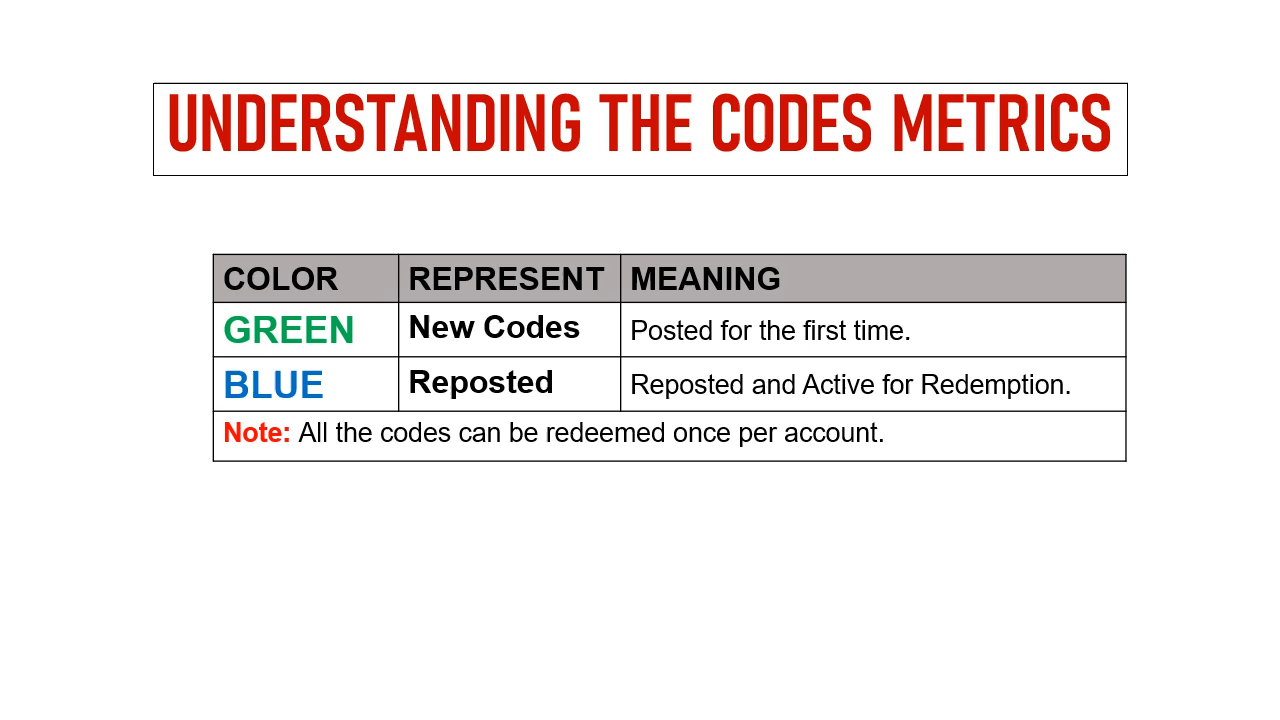 UNDERSTANDING THE CODES METRICS
COLOR REPRESENT MEANING
GREEN New Codes Posted for the first time.
BLUE Reposted Reposted and Active for Redemption.
Note: All the codes can be redeemed once per account.